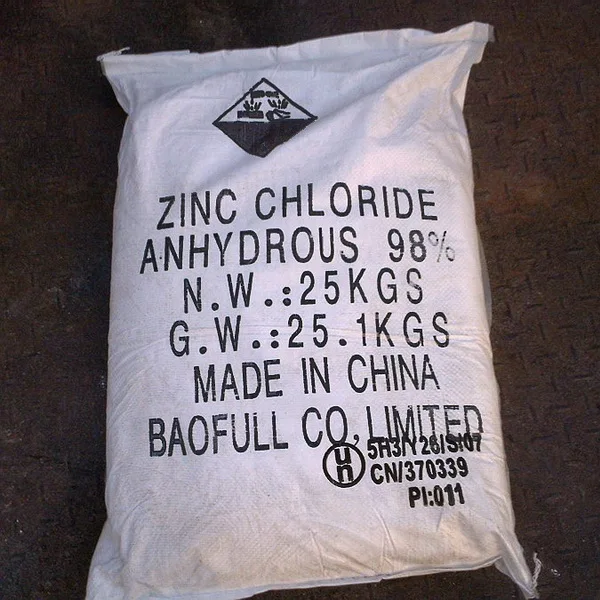 ZINC CHLORIDE
ANHYDROUS 98%
N.W.:25KGS
G.W.:25.1KGS
MADE IN CHINA
BAOFULL CO, LIMITED
un
5H3/Y26/S/07
CN/370339
PI:011